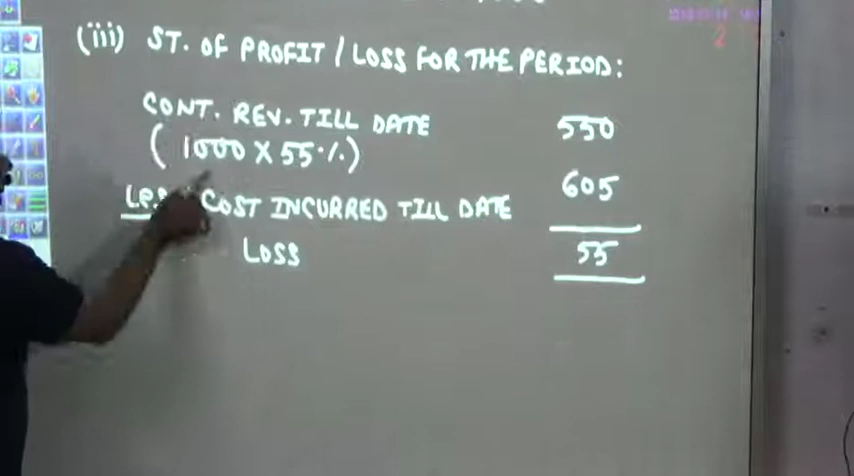 (iii) ST. OF PROFIT / LOSS FOR THE PERIOD:
CONT. REV. TILL DATE 550
( 1000 X 55 %)
COST INCURRED TILL DATE 605
LOSS 55